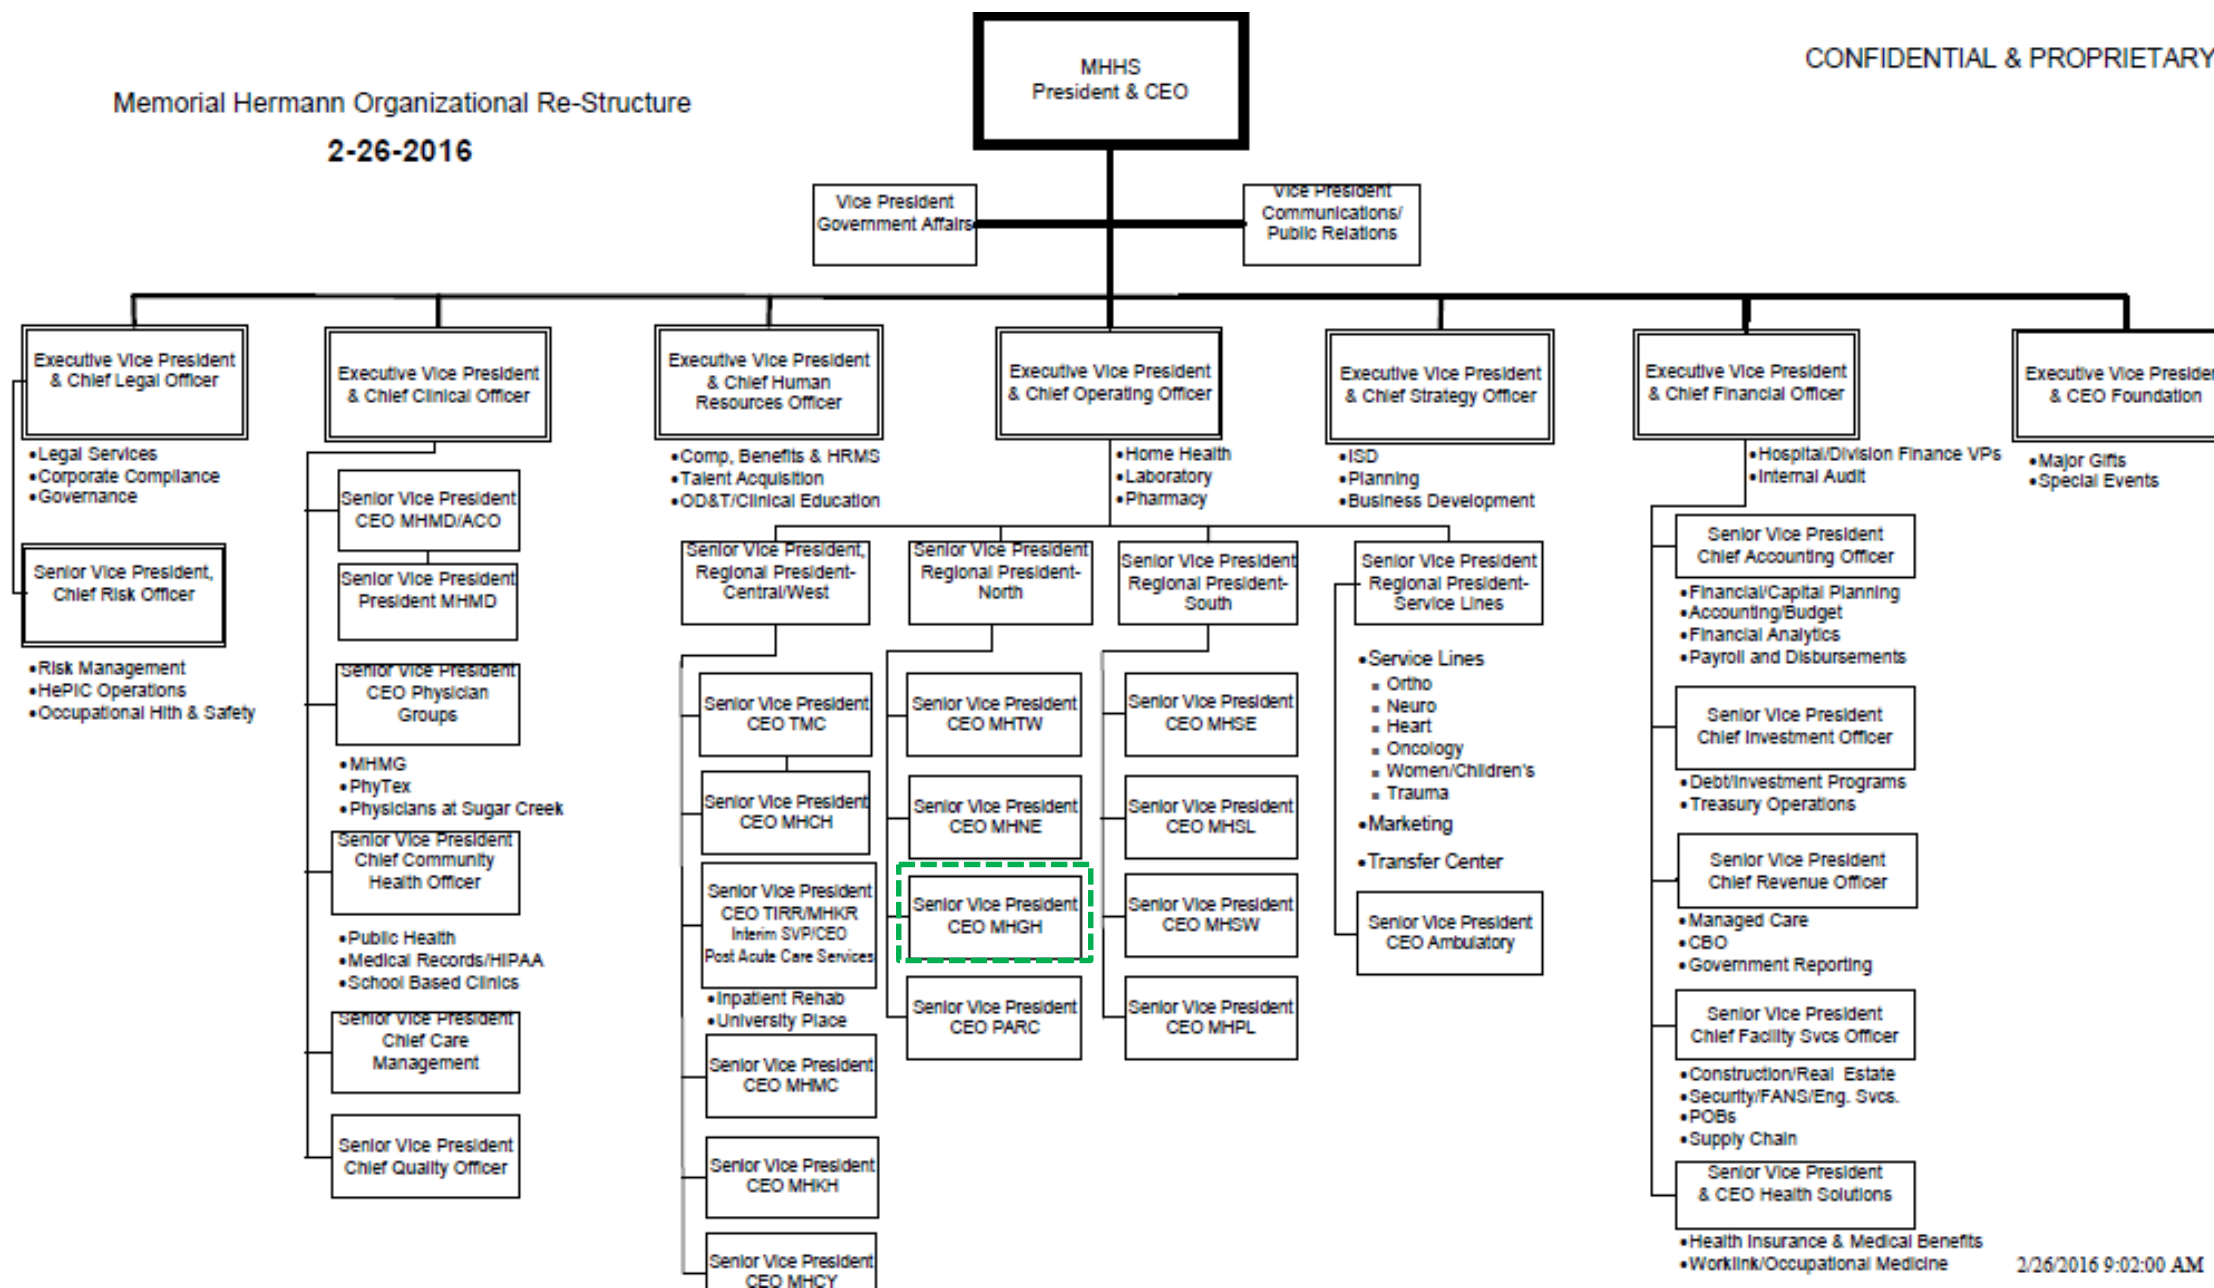 MHHS
President & CEO
CONFIDENTIAL & PROPRIETARY
Memorial Hermann Organizational Re-Structure
2-26-2016
Vice President
Government Affairs
Vice President
Communications/
Public Relations
Executive Vice President
& Chief Legal Officer
•Legal Services
•Corporate Compliance
•Governance
Senior Vice President,
Chief Risk Officer
•Risk Management
•HePIC Operations
•Occupational Hlth & Safety
Executive Vice President
& Chief Clinical Officer
Senior Vice President
CEO MHMD/ACO
Senior Vice President
President MHMD
Senior Vice President
CEO Physician
Groups
•MHMG
•PhyTex
•Physicians at Sugar Creek
Senior Vice President
Chief Community
Health Officer
•Public Health
•Medical Records/HIPAA
•School Based Clinics
Senior Vice President
Chief Care
Management
Senior Vice President
Chief Quality Officer
Executive Vice President
& Chief Human
Resources Officer
•Comp, Benefits & HRMS
•Talent Acquisition
•OD&T/Clinical Education
Executive Vice President
& Chief Operating Officer
•Home Health
•Laboratory
•Pharmacy
Senior Vice President,
Regional President-
Central/West
Senior Vice President
CEO TMC
Senior Vice President
CEO MHCH
Senior Vice President
CEO TIRR/MHKR
Interim SVP/CEO
Post Acute Care Services
•Inpatient Rehab
•University Place
Senior Vice President
CEO MHMC
Senior Vice President
CEO MHKH
Senior Vice President
CEO MHCY
Senior Vice President
Regional President-
North
Senior Vice President
CEO MHTW
Senior Vice President
CEO MHNE
Senior Vice President
CEO MHGH
Senior Vice President
CEO PARC
Senior Vice President
Regional President-
South
Senior Vice President
CEO MHSE
Senior Vice President
CEO MHSL
Senior Vice President
CEO MHSW
Senior Vice President
CEO MHPL
Senior Vice President
Regional President-
Service Lines
•Service Lines
▪ Ortho
▪ Neuro
▪ Heart
▪ Oncology
▪ Women/Children's
▪ Trauma
•Marketing
•Transfer Center
Senior Vice President
CEO Ambulatory
Executive Vice President
& Chief Strategy Officer
•ISD
•Planning
•Business Development
Executive Vice President
& Chief Financial Officer
•Hospital/Division Finance VPs
•Internal Audit
Senior Vice President
Chief Accounting Officer
•Financial/Capital Planning
•Accounting/Budget
•Financial Analytics
•Payroll and Disbursements
Senior Vice President
Chief Investment Officer
•Debt/Investment Programs
•Treasury Operations
Senior Vice President
Chief Revenue Officer
•Managed Care
•CBO
•Government Reporting
Senior Vice President
Chief Facility Svcs Officer
•Construction/Real Estate
•Security/FANS/Eng. Svcs.
•POBs
•Supply Chain
Senior Vice President
& CEO Health Solutions
•Health Insurance & Medical Benefits
•Worklink/Occupational Medicine
Executive Vice Presider
& CEO Foundation
•Major Gifts
•Special Events
2/26/2016 9:02:00 AM